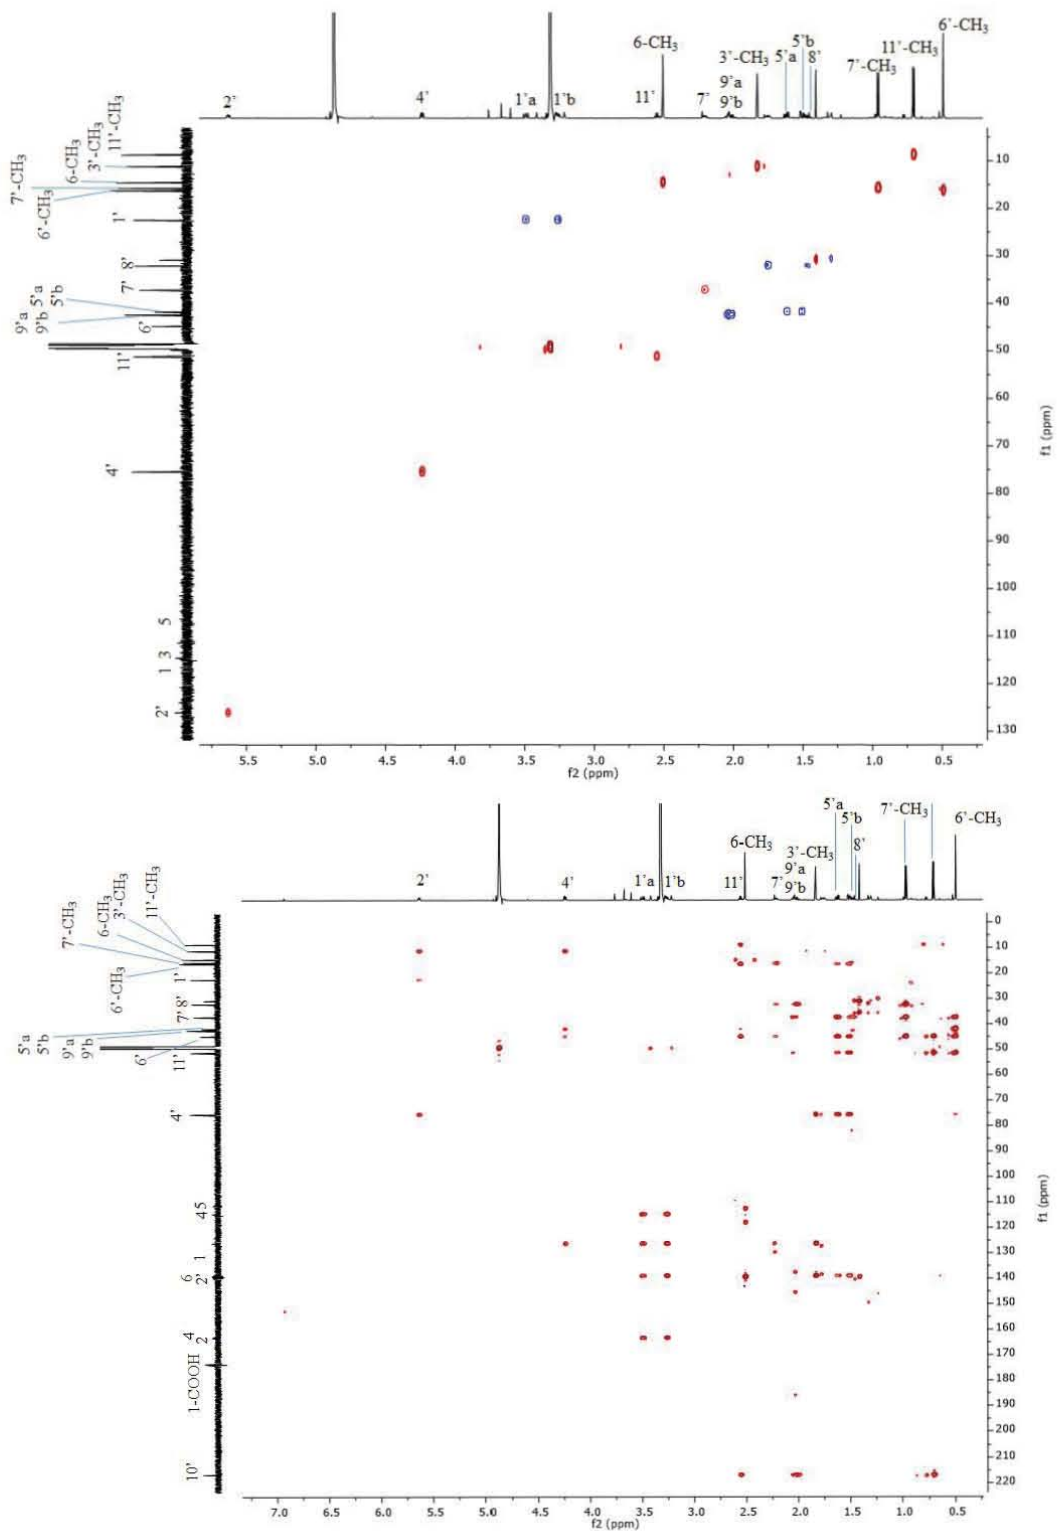 6'-CH3
5'b
6-CH3
11'-CH3
3'-CH3 5'a 8'
7'-CH3
9'a
2' 4' 1'a 1'b 11' 7' 9'b
11'-CH3
3'-CH3
6-CH3
7'-CH3
6'-CH3
1'
8'
7'
9'a 5'a
9'b 5'b
6'
11'
4'
5
1 3
2'
10
20
30
40
50
60
70
80
90
100
110
120
130
f1 (ppm)
5.5 5.0 4.5 4.0 3.5 3.0 2.5 2.0 1.5 1.0 0.5
f2 (ppm)
5'a
7'-CH3
5'b
6'-CH3
6-CH3
8'
3'-CH3
9'a
2' 4' 1'a 1'b 11' 7' 9'b
11'-CH3
3'-CH3
6-CH3
7'-CH3
6'-CH3
1'
7' 8'
5'a
5'b
9'a
9'b
6'
11'
4'
45
1
6
2'
4
2
1-COOH
10'
0
10
20
30
40
50
60
70
80
90
100
110
120
130
140
150
160
170
180
190
200
210
220
f1 (ppm)
7.0 6.5 6.0 5.5 5.0 4.5 4.0 3.5 3.0 2.5 2.0 1.5 1.0 0.5
f2 (ppm)